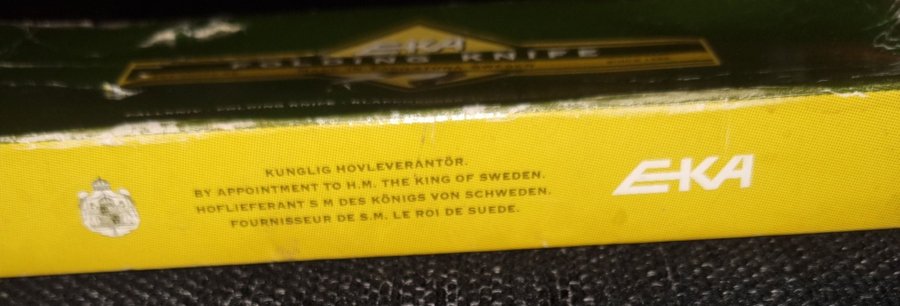 EKA
FOLDING KNIFE
KUNGLIG HOVLEVERANTÖR.
BY APPOINTMENT TO H.M. THE KING OF SWEDEN.
HOFLIEFERANT S M DES KÖNIGS VON SCHWEDEN.
FOURNISSEUR DE S.M. LE ROI DE SUEDE.
EKA